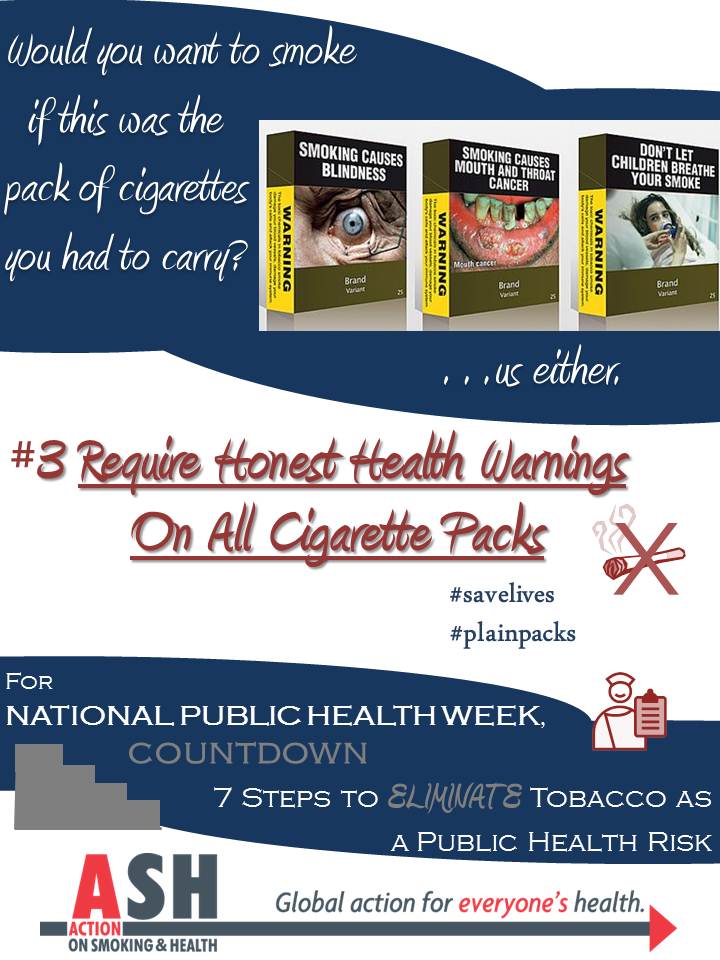 Would you want to smoke
if this was the
pack of cigarettes
you had to carry?
SMOKING CAUSES
BLINDNESS
WARNING
Brand
Variant
25
SMOKING CAUSES
MOUTH AND THROAT
CANCER
WARNING
Mouth cancer
Brand
Variant
25
DON'T LET
CHILDREN BREATHE
YOUR SMOKE
WARNING
Brand
Variant
25
. . .us either.
#3 Require Honest Health Warnings
On All Cigarette Packs
#savelives
#plainpacks
For
National Public Health Week,
Countdown
7 Steps to ELIMINATE Tobacco as
a Public Health Risk
ASH
ACTION
ON SMOKING & HEALTH
Global action for everyone's health.